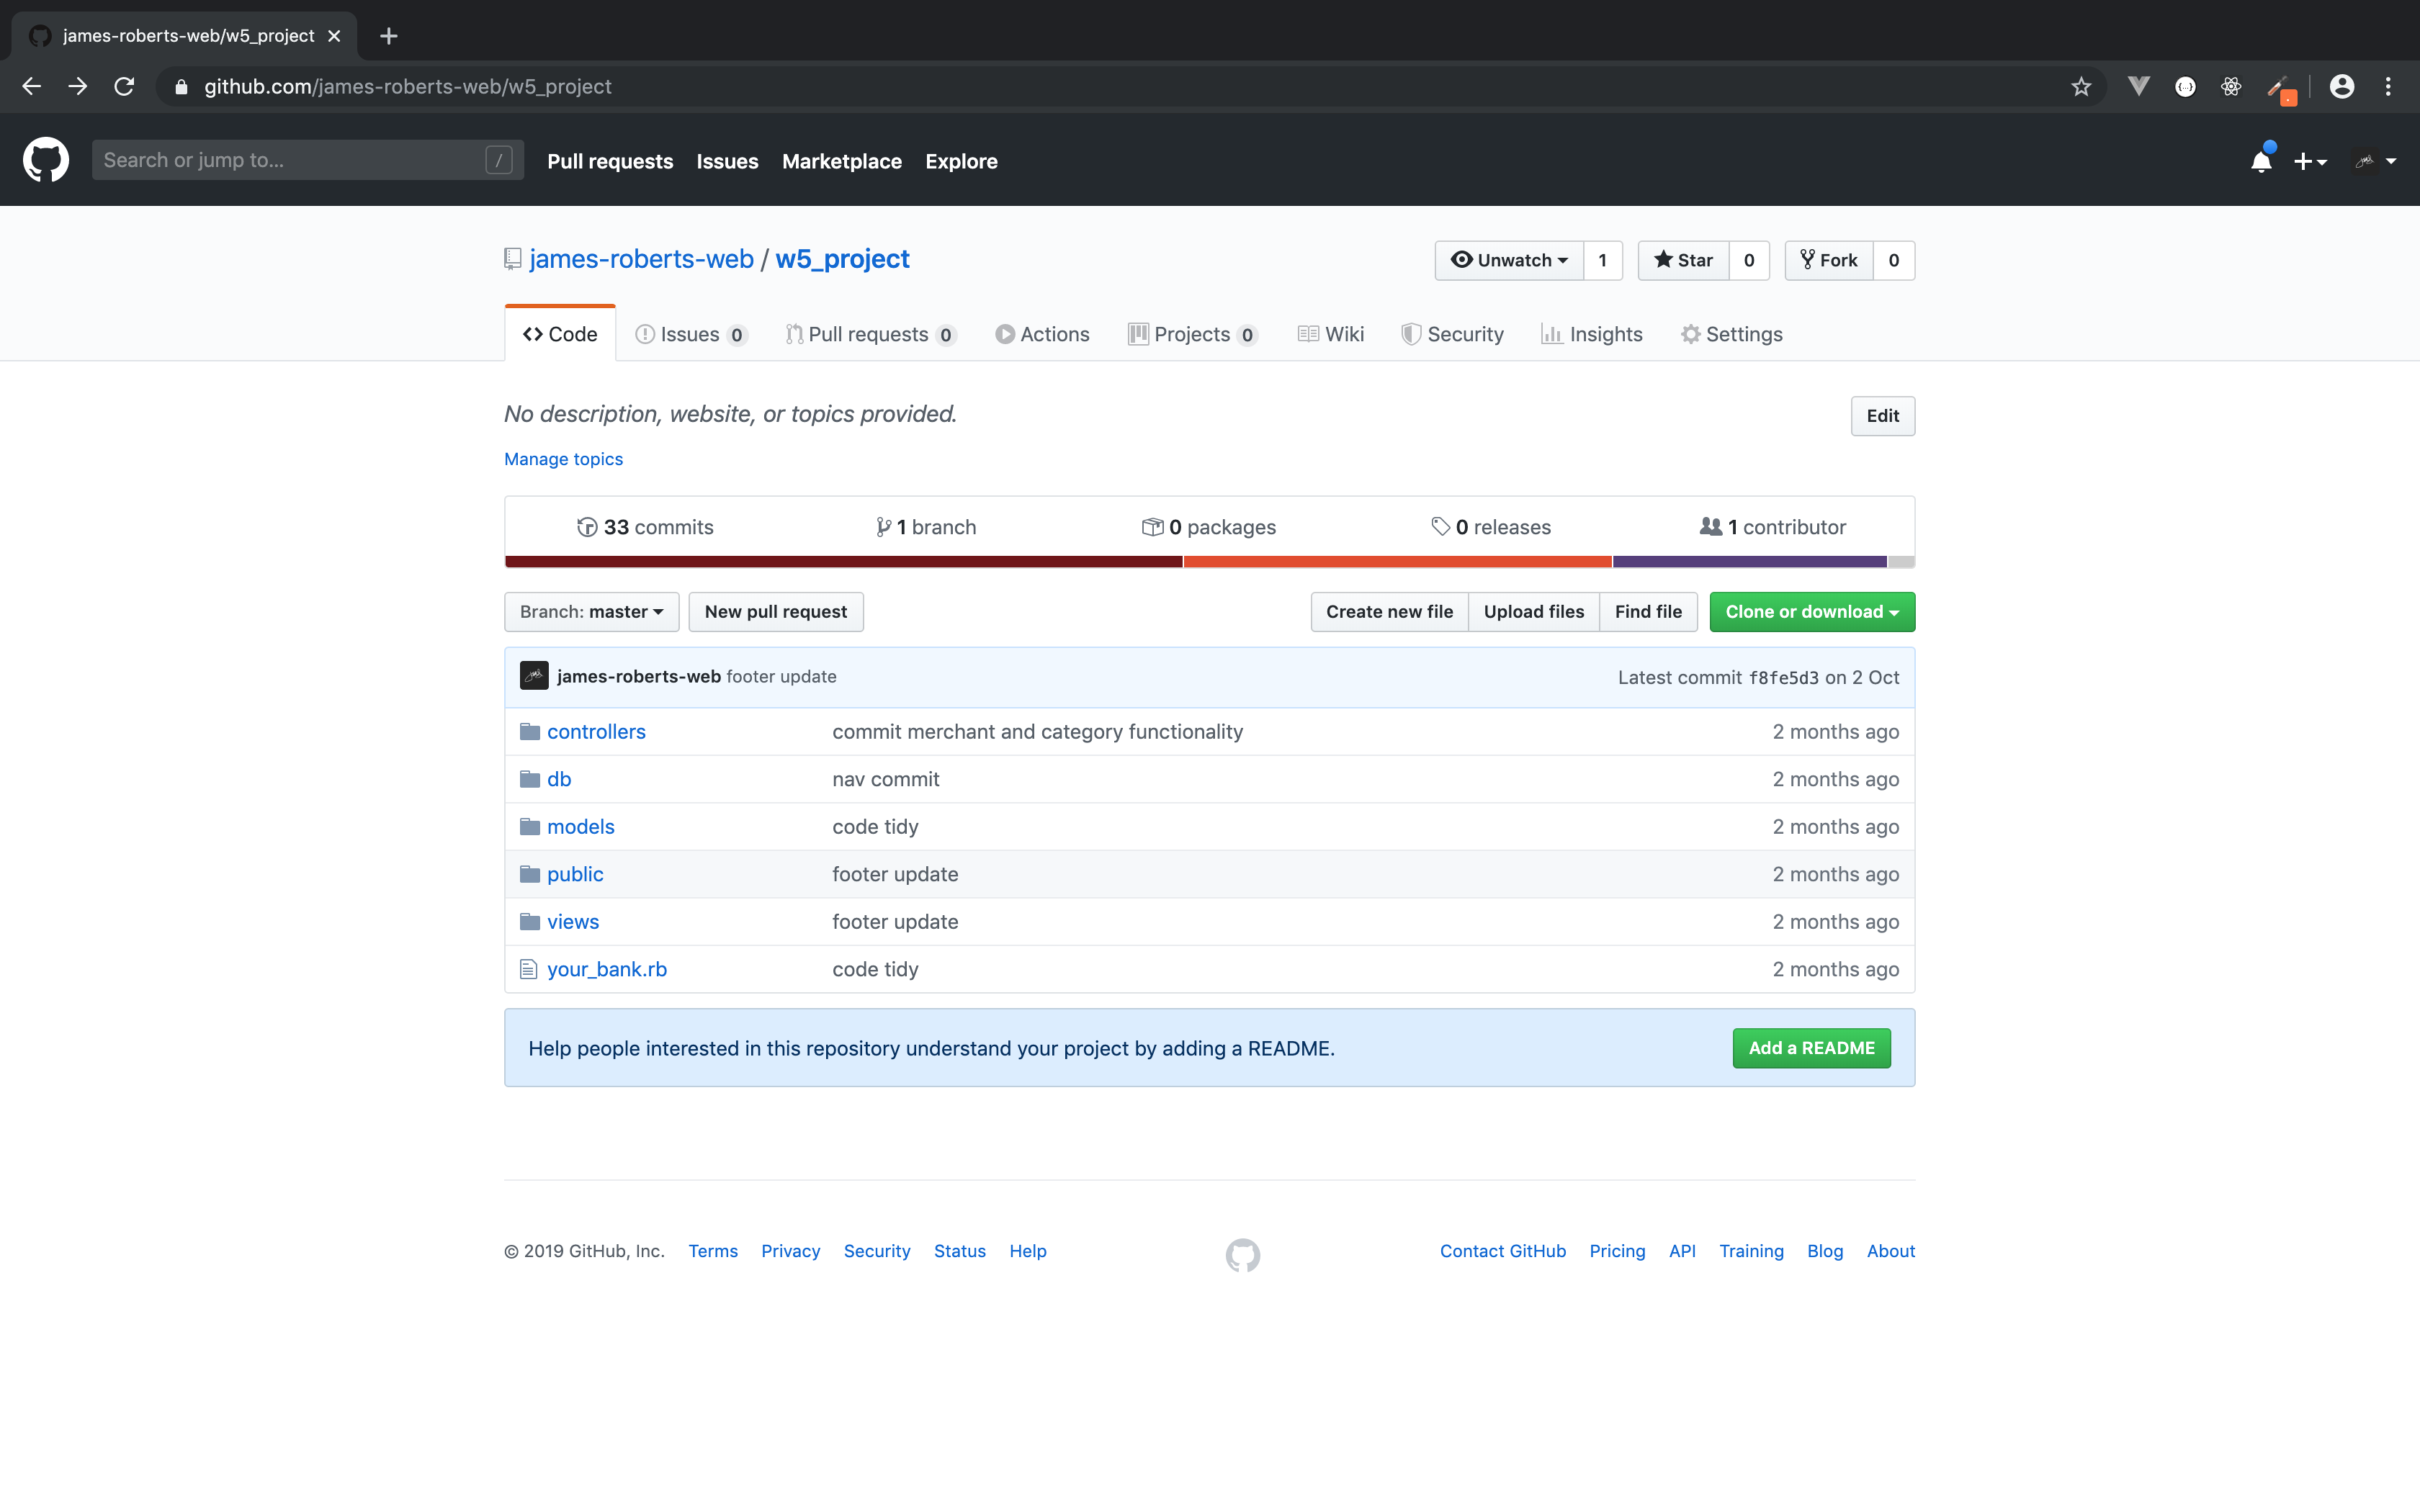 james-roberts-web/w5_project
github.com/james-roberts-web/w5_project
Search or jump to... / Pull requests Issues Marketplace Explore
james-roberts-web / w5_project Unwatch 1 Star 0 Fork 0
Code Issues 0 Pull requests 0 Actions Projects 0 Wiki Security Insights Settings
No description, website, or topics provided. Edit
Manage topics
33 commits 1 branch 0 packages 0 releases 1 contributor
Branch: master New pull request Create new file Upload files Find file Clone or download
james-roberts-web footer update Latest commit f8fe5d3 on 2 Oct
controllers commit merchant and category functionality 2 months ago
db nav commit 2 months ago
models code tidy 2 months ago
public footer update 2 months ago
views footer update 2 months ago
your_bank.rb code tidy 2 months ago
Help people interested in this repository understand your project by adding a README. Add a README
© 2019 GitHub, Inc. Terms Privacy Security Status Help Contact GitHub Pricing API Training Blog About